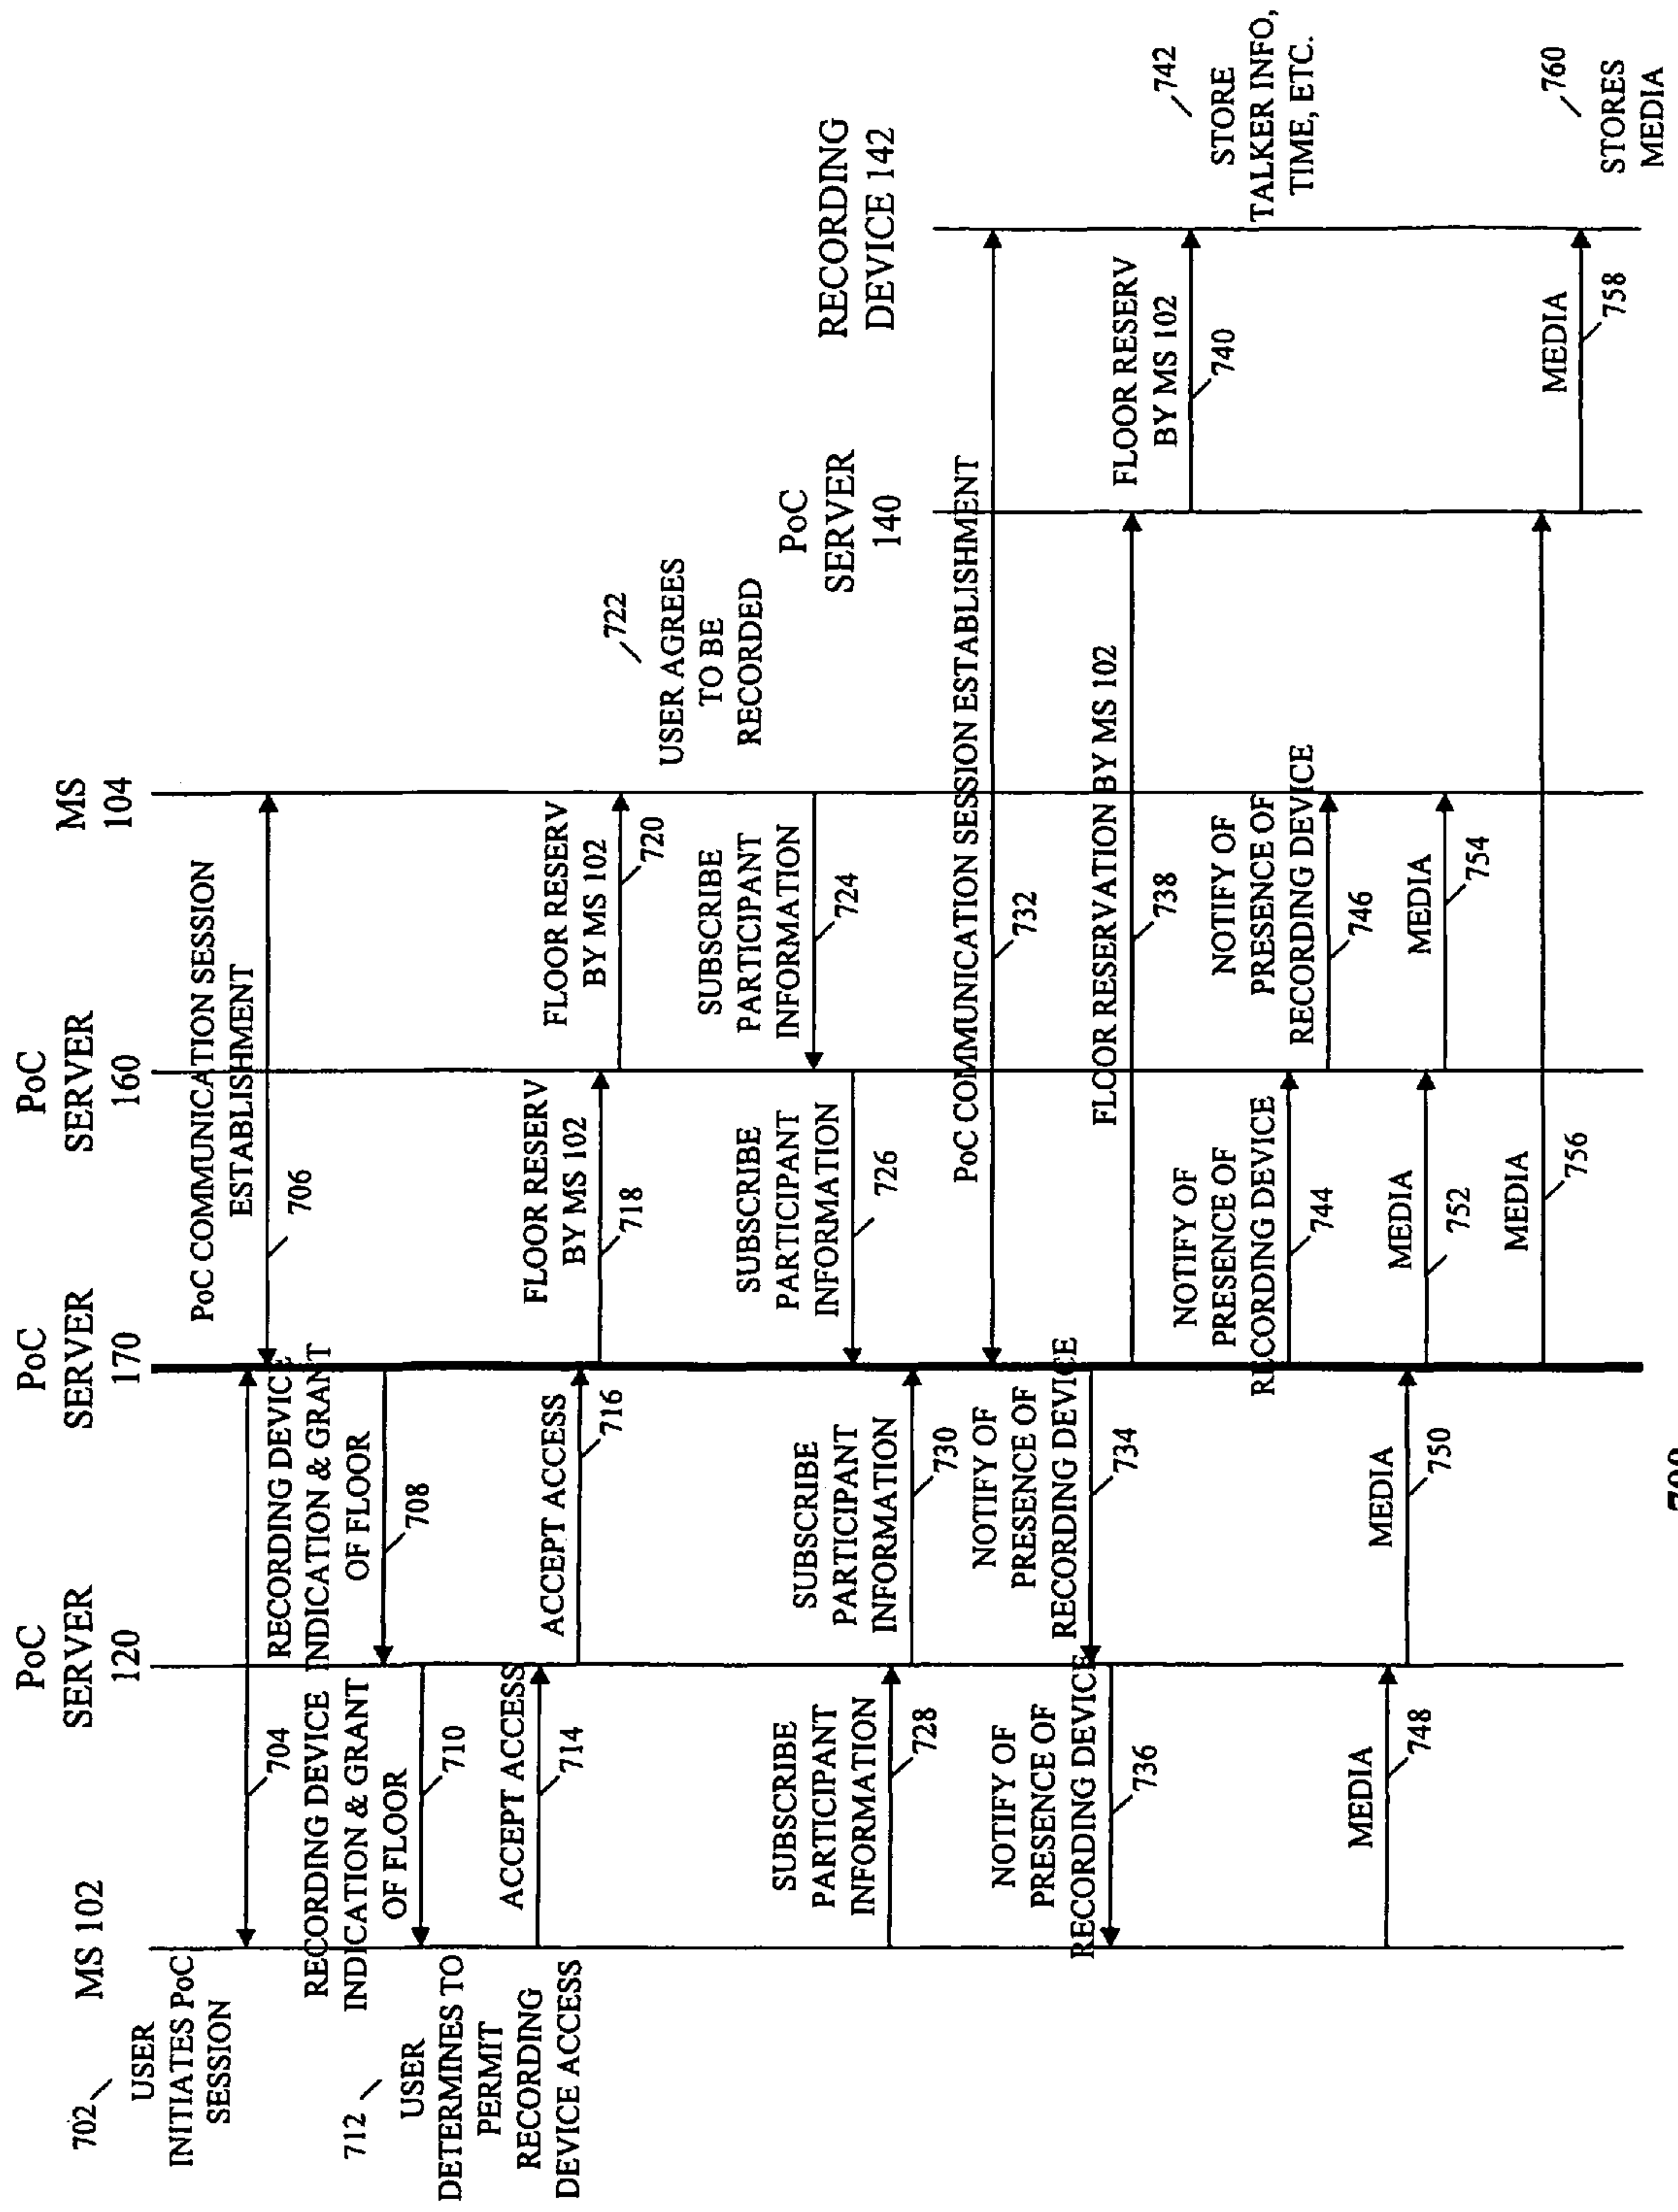 702
USER
INITIATES PoC
SESSION
MS 102
PoC
SERVER
120
PoC
SERVER
170
PoC
SERVER
160
MS
104
PoC COMMUNICATION SESSION
ESTABLISHMENT
704
706
RECORDING DEVICE
INDICATION & GRANT
OF FLOOR
708
RECORDING DEVICE
INDICATION & GRANT
OF FLOOR
710
712
USER
DETERMINES TO
PERMIT
RECORDING
DEVICE ACCESS
ACCEPT ACCESS
714
ACCEPT ACCESS
716
FLOOR RESERV
BY MS 102
718
FLOOR RESERV
BY MS 102
720
722
USER AGREES
TO BE
RECORDED
SUBSCRIBE
PARTICIPANT
INFORMATION
724
SUBSCRIBE
PARTICIPANT
INFORMATION
726
SUBSCRIBE
PARTICIPANT
INFORMATION
728
SUBSCRIBE
PARTICIPANT
INFORMATION
730
PoC
SERVER
140
RECORDING
DEVICE 142
PoC COMMUNICATION SESSION ESTABLISHMENT
732
NOTIFY OF
PRESENCE OF
RECORDING DEVICE
734
NOTIFY OF
PRESENCE OF
RECORDING DEVICE
736
FLOOR RESERVATION BY MS 102
738
FLOOR RESERV
BY MS 102
740
742
STORE
TALKER INFO,
TIME, ETC.
NOTIFY OF
PRESENCE OF
RECORDING DEVICE
744
NOTIFY OF
PRESENCE OF
RECORDING DEVICE
746
MEDIA
748
MEDIA
750
MEDIA
752
MEDIA
754
MEDIA
756
MEDIA
758
760
STORES
MEDIA